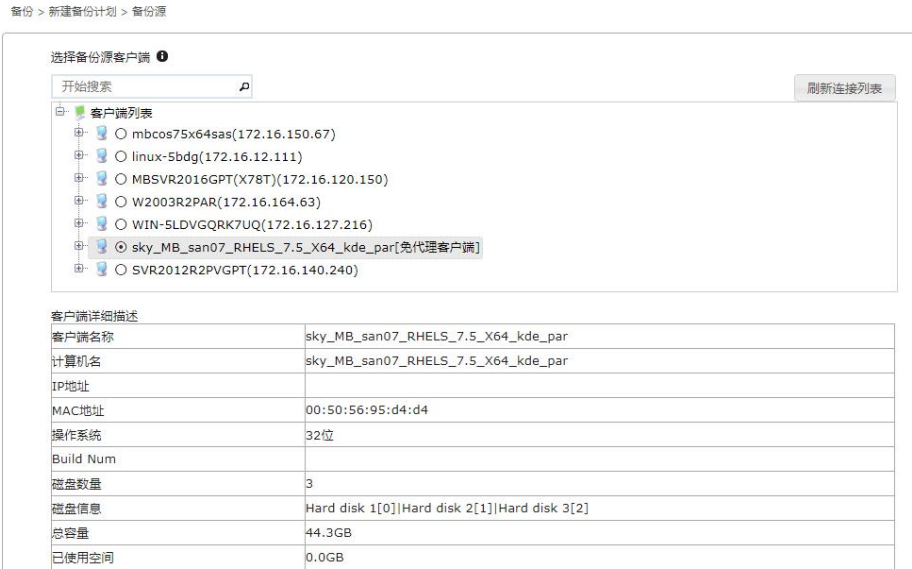 备份 > 新建备份计划 > 备份源
选择备份源客户端
开始搜索
刷新连接列表
客户端列表
mbcos75x64sas(172.16.150.67)
linux-5bdg(172.16.12.111)
MBSVR2016GPT(X78T)(172.16.120.150)
W2003R2PAR(172.16.164.63)
WIN-5LDVGQRK7UQ(172.16.127.216)
sky_MB_san07_RHELS_7.5_X64_kde_par[免代理客户端]
SVR2012R2PVGPT(172.16.140.240)
客户端详细描述
客户端名称 sky_MB_san07_RHELS_7.5_X64_kde_par
计算机名 sky_MB_san07_RHELS_7.5_X64_kde_par
IP地址
MAC地址 00:50:56:95:d4:d4
操作系统 32位
Build Num
磁盘数量 3
磁盘信息 Hard disk 1[0]|Hard disk 2[1]|Hard disk 3[2]
总容量 44.3GB
已使用空间 0.0GB